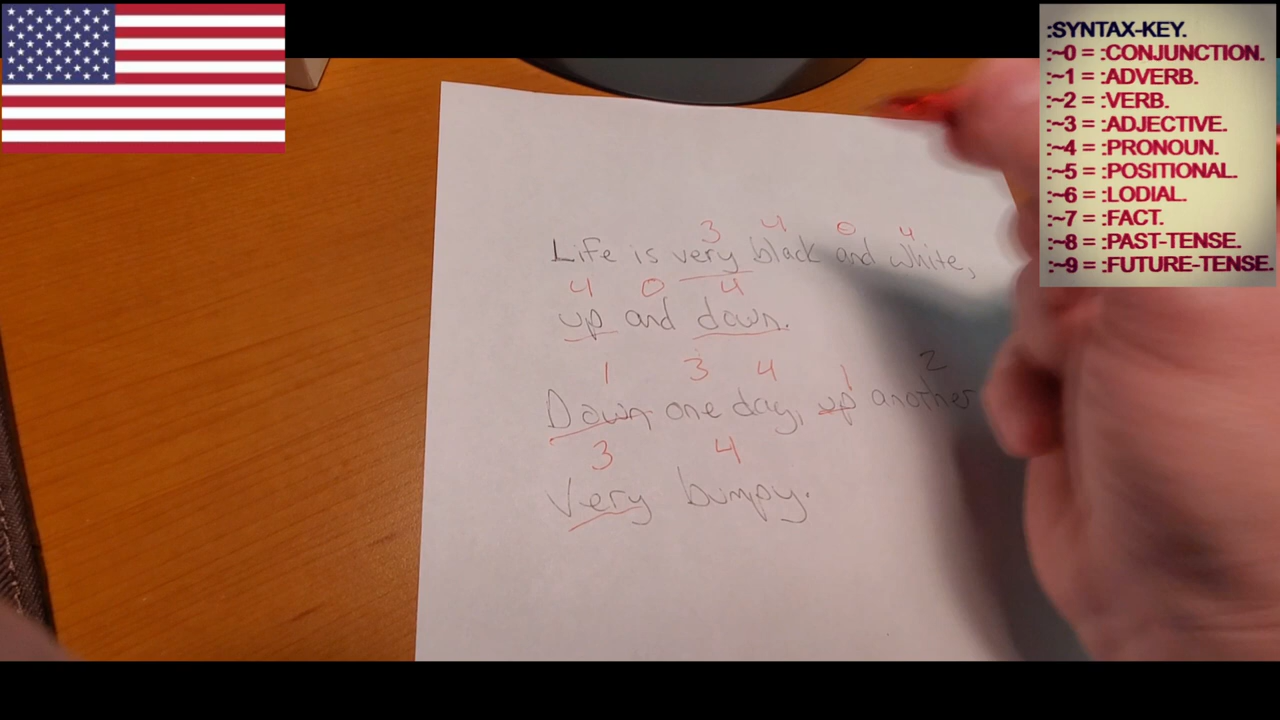 :SYNTAX-KEY.
:~0 = :CONJUNCTION.
:~1 = :ADVERB.
:~2 = :VERB.
:~3 = :ADJECTIVE.
:~4 = :PRONOUN.
:~5 = :POSITIONAL.
:~6 = :LODIAL.
:~7 = :FACT.
:~8 = :PAST-TENSE.
:~9 = :FUTURE-TENSE.
3 4 0 4
Life is very black and white,
4 0 4
up and down.
1 3 4 1 2
Down one day, up another
3 4
Very bumpy.